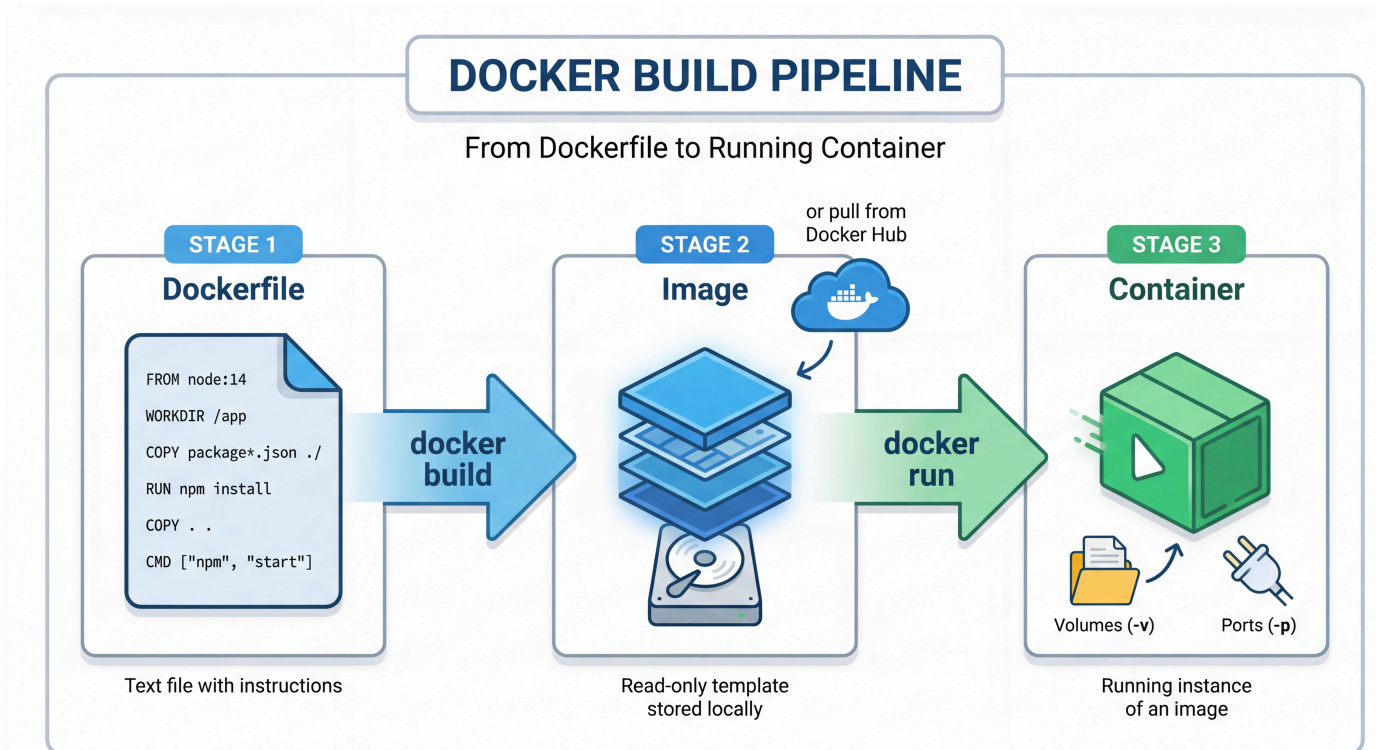 DOCKER BUILD PIPELINE
From Dockerfile to Running Container
STAGE 1
Dockerfile
FROM node:14
WORKDIR /app
COPY package*.json ./
RUN npm install
COPY . .
CMD ["npm", "start"]
Text file with instructions
docker
build
STAGE 2
Image
or pull from
Docker Hub
Read-only template
stored locally
docker
run
STAGE 3
Container
Volumes (-v)
Ports (-p)
Running instance
of an image